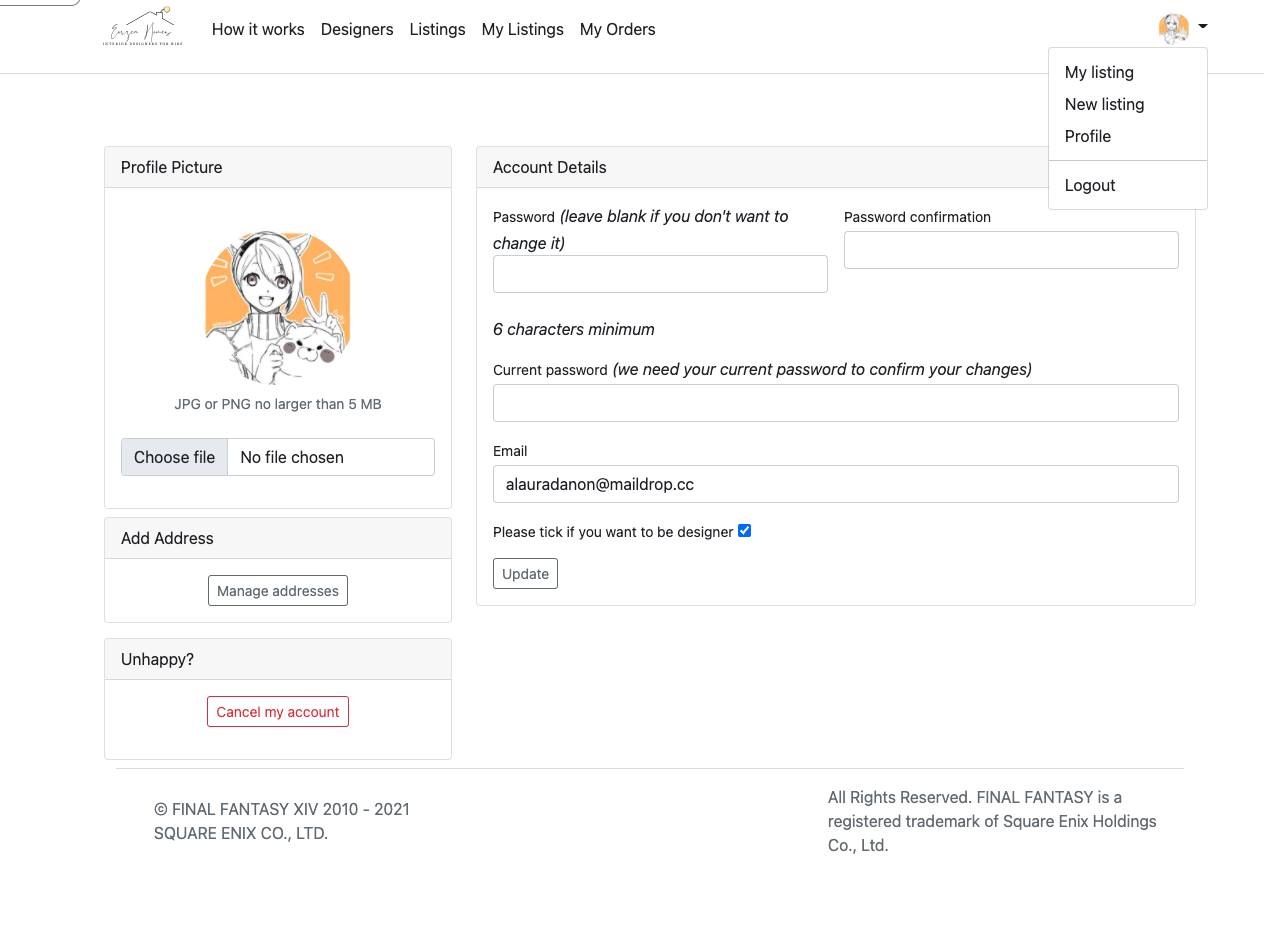 INTERIOR DESIGNERS FOR HIRE
How it works Designers Listings My Listings My Orders
My listing
New listing
Profile
Logout
Profile Picture
JPG or PNG no larger than 5 MB
Choose file No file chosen
Add Address
Manage addresses
Unhappy?
Cancel my account
Account Details
Password (leave blank if you don't want to
change it)
Password confirmation
6 characters minimum
Current password (we need your current password to confirm your changes)
Email
alauradanon@maildrop.cc
Please tick if you want to be designer
Update
© FINAL FANTASY XIV 2010 - 2021
SQUARE ENIX CO., LTD.
All Rights Reserved. FINAL FANTASY is a
registered trademark of Square Enix Holdings
Co., Ltd.